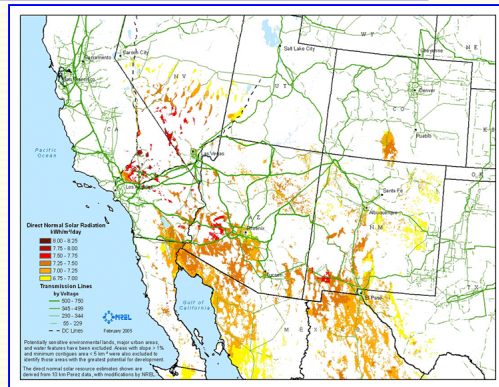 W Y
N E
Cheyenne
Salt Lake City
Carson City
Sacramento
San Francisco
N V
U T
C O
Denver
Pueblo
C A
Pacific
Ocean
Las Vegas
Los Angeles
Santa Fe
Albuquerque
N M
O K
T X
Z
Phoenix
Tucson
El Paso
Gulf of
California
M E X I C O
Direct Normal Solar Radiation
kWh/m²/day
8.00 - 8.25
7.75 - 8.00
7.50 - 7.75
7.25 - 7.50
7.00 - 7.25
6.75 - 7.00
Transmission Lines
by Voltage
500 - 750
345 - 499
230 - 344
55 - 229
DC Lines
NREL
February 2005
Potentially sensitive environmental lands, major urban areas,
and water features have been excluded. Areas with slope > 1%
and minimum contigues area < 5 km² were also excluded to
identify those areas with the greatest potential for development.
The direct normal solar resource estimates shown are
derived from 10 km Perez data, with modifications by NREL.